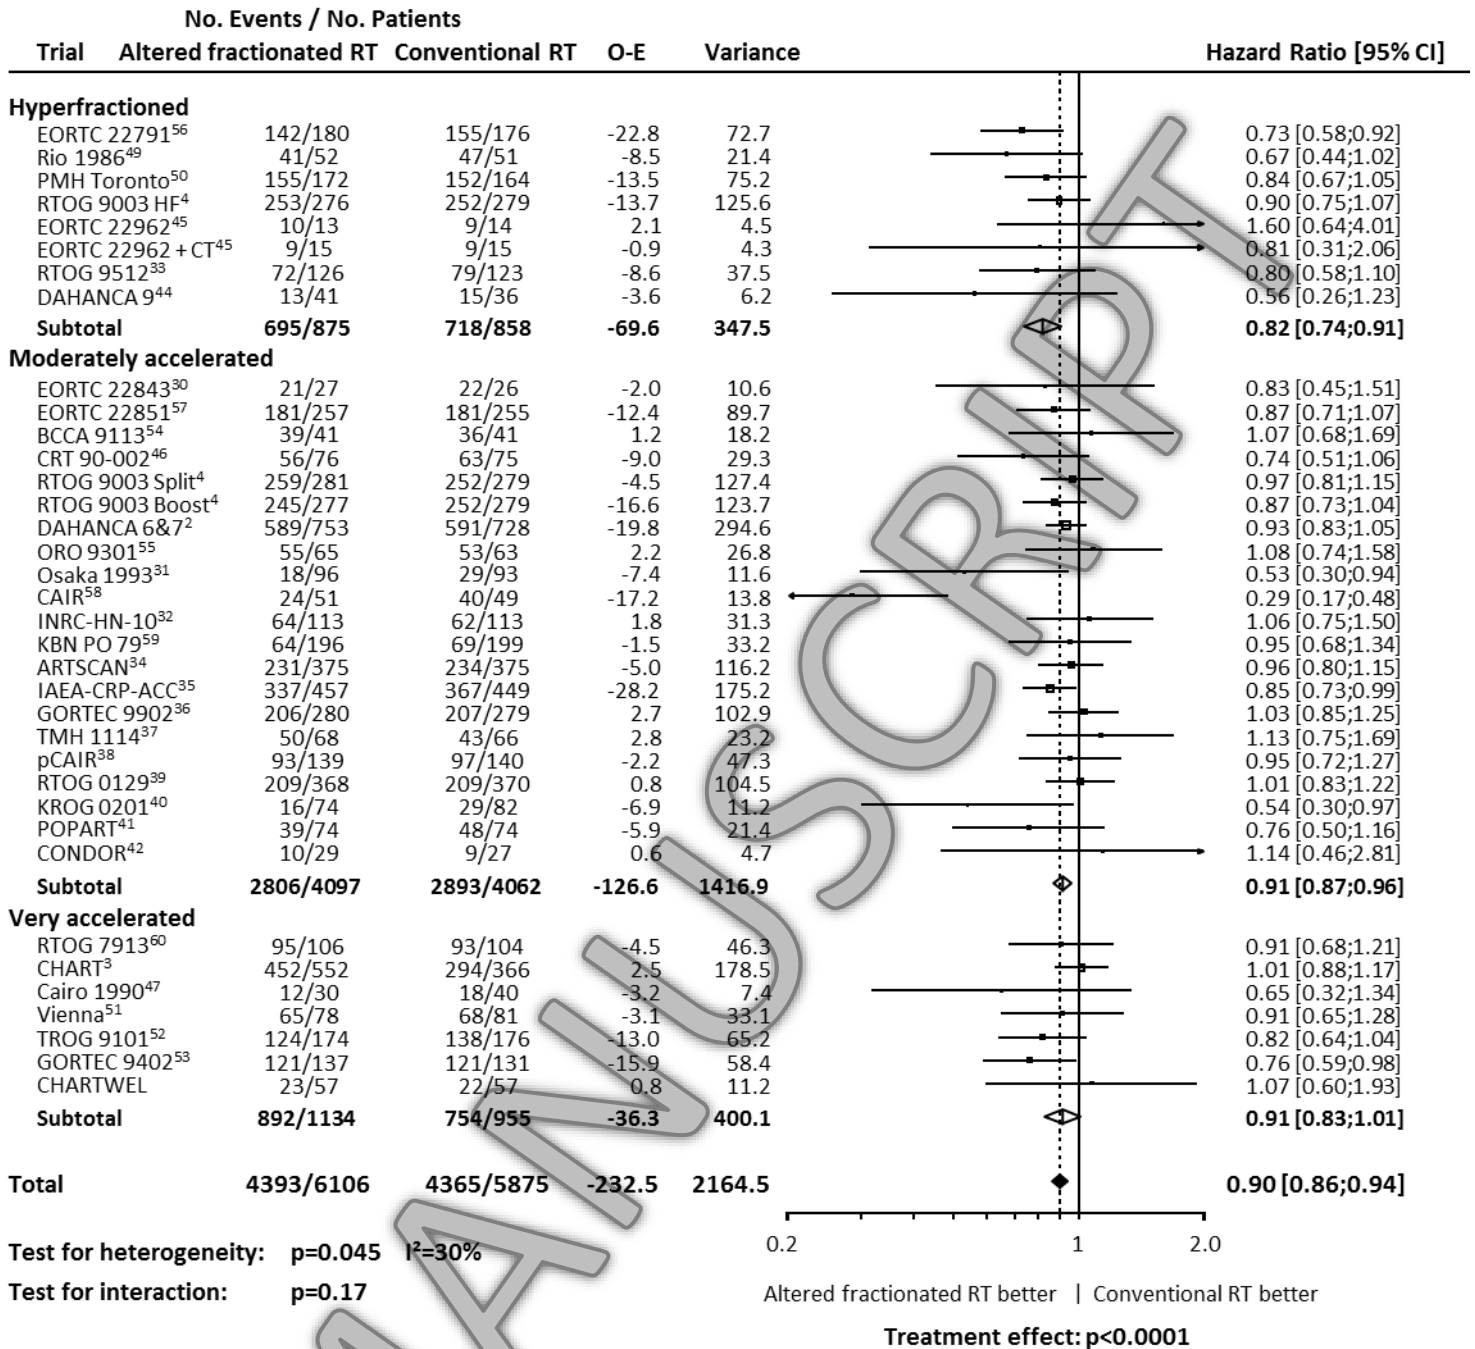 No. Events / No. Patients
Trial Altered fractionated RT Conventional RT O-E Variance Hazard Ratio [95% CI]
Hyperfractioned
EORTC 22791⁵⁶ 142/180 155/176 -22.8 72.7 0.73 [0.58;0.92]
Rio 1986⁴⁹ 41/52 47/51 -8.5 21.4 0.67 [0.44;1.02]
PMH Toronto⁵⁰ 155/172 152/164 -13.5 75.2 0.84 [0.67;1.05]
RTOG 9003 HF⁴ 253/276 252/279 -13.7 125.6 0.90 [0.75;1.07]
EORTC 22962⁴⁵ 10/13 9/14 2.1 4.5 1.60 [0.64;4.01]
EORTC 22962 + CT⁴⁵ 9/15 9/15 -0.9 4.3 0.81 [0.31;2.06]
RTOG 9512³³ 72/126 79/123 -8.6 37.5 0.80 [0.58;1.10]
DAHANCA 9⁴⁴ 13/41 15/36 -3.6 6.2 0.56 [0.26;1.23]
Subtotal 695/875 718/858 -69.6 347.5 0.82 [0.74;0.91]
Moderately accelerated
EORTC 22843³⁰ 21/27 22/26 -2.0 10.6 0.83 [0.45;1.51]
EORTC 22851⁵⁷ 181/257 181/255 -12.4 89.7 0.87 [0.71;1.07]
BCCA 9113⁵⁴ 39/41 36/41 1.2 18.2 1.07 [0.68;1.69]
CRT 90-002⁴⁶ 56/76 63/75 -9.0 29.3 0.74 [0.51;1.06]
RTOG 9003 Split⁴ 259/281 252/279 -4.5 127.4 0.97 [0.81;1.15]
RTOG 9003 Boost⁴ 245/277 252/279 -16.6 123.7 0.87 [0.73;1.04]
DAHANCA 6&7² 589/753 591/728 -19.8 294.6 0.93 [0.83;1.05]
ORO 9301⁵⁵ 55/65 53/63 2.2 26.8 1.08 [0.74;1.58]
Osaka 1993³¹ 18/96 29/93 -7.4 11.6 0.53 [0.30;0.94]
CAIR⁵⁸ 24/51 40/49 -17.2 13.8 0.29 [0.17;0.48]
INRC-HN-10³² 64/113 62/113 1.8 31.3 1.06 [0.75;1.50]
KBN PO 79⁵⁹ 64/196 69/199 -1.5 33.2 0.95 [0.68;1.34]
ARTSCAN³⁴ 231/375 234/375 -5.0 116.2 0.96 [0.80;1.15]
IAEA-CRP-ACC³⁵ 337/457 367/449 -28.2 175.2 0.85 [0.73;0.99]
GORTEC 9902³⁶ 206/280 207/279 2.7 102.9 1.03 [0.85;1.25]
TMH 1114³⁷ 50/68 43/66 2.8 23.2 1.13 [0.75;1.69]
pCAIR³⁸ 93/139 97/140 -2.2 47.3 0.95 [0.72;1.27]
RTOG 0129³⁹ 209/368 209/370 0.8 104.5 1.01 [0.83;1.22]
KROG 0201⁴⁰ 16/74 29/82 -6.9 11.2 0.54 [0.30;0.97]
POPART⁴¹ 39/74 48/74 -5.9 21.4 0.76 [0.50;1.16]
CONDOR⁴² 10/29 9/27 0.6 4.7 1.14 [0.46;2.81]
Subtotal 2806/4097 2893/4062 -126.6 1416.9 0.91 [0.87;0.96]
Very accelerated
RTOG 7913⁶⁰ 95/106 93/104 -4.5 46.3 0.91 [0.68;1.21]
CHART³ 452/552 294/366 2.5 178.5 1.01 [0.88;1.17]
Cairo 1990⁴⁷ 12/30 18/40 -3.2 7.4 0.65 [0.32;1.34]
Vienna⁵¹ 65/78 68/81 -3.1 33.1 0.91 [0.65;1.28]
TROG 9101⁵² 124/174 138/176 -13.0 65.2 0.82 [0.64;1.04]
GORTEC 9402⁵³ 121/137 121/131 -15.9 58.4 0.76 [0.59;0.98]
CHARTWEL 23/57 22/57 0.8 11.2 1.07 [0.60;1.93]
Subtotal 892/1134 754/955 -36.3 400.1 0.91 [0.83;1.01]
Total 4393/6106 4365/5875 -232.5 2164.5 0.90 [0.86;0.94]
0.2 1 2.0
Test for heterogeneity: p=0.045 I²=30%
Test for interaction: p=0.17
Altered fractionated RT better | Conventional RT better
Treatment effect: p<0.0001
MANUSCRIPT